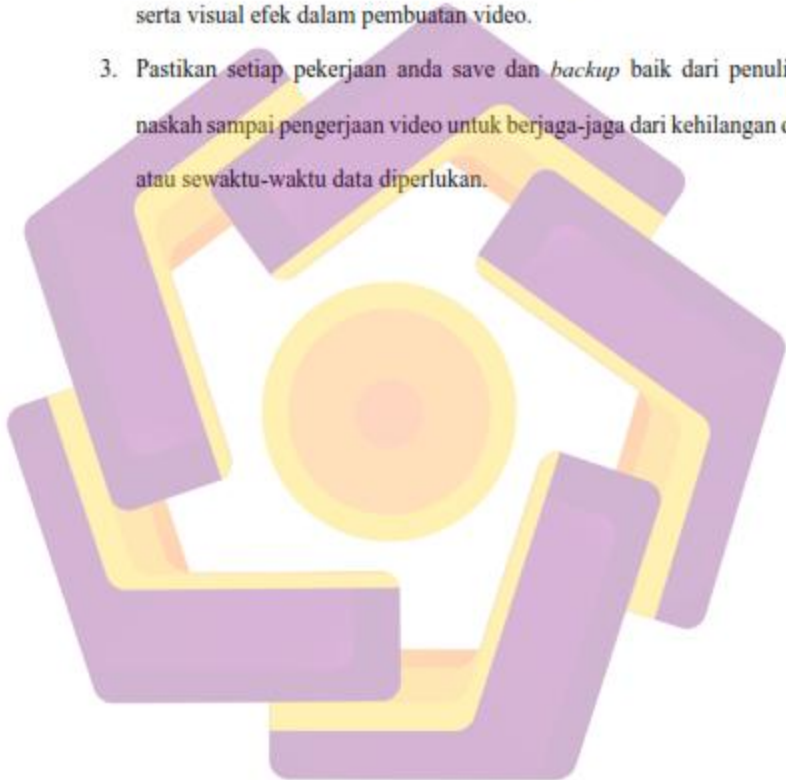 serta visual efek dalam pembuatan video.
3. Pastikan setiap pekerjaan anda save dan backup baik dari penuli
naskah sampai pengerjaan video untuk berjaga-jaga dari kehilangan
atau sewaktu-waktu data diperlukan.